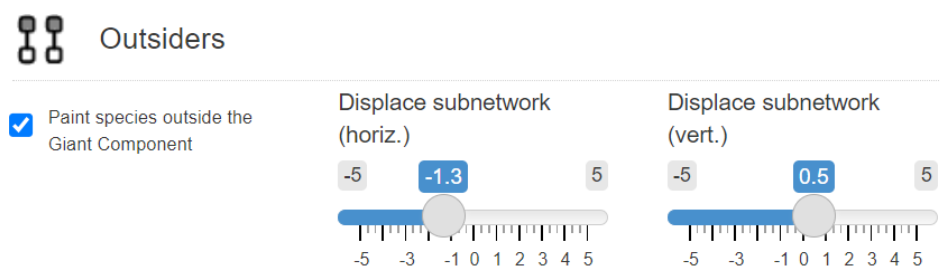 Outsiders
Paint species outside the
Giant Component
Displace subnetwork
(horiz.)
-5 -1.3 5
-5 -3 -1 0 1 2 3 4 5
Displace subnetwork
(vert.)
-5 0.5 5
-5 -3 -1 0 1 2 3 4 5